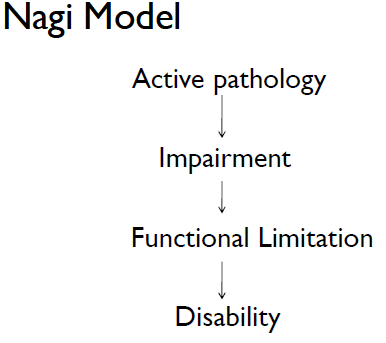 Nagi Model
Active pathology
Impairment
Functional Limitation
Disability